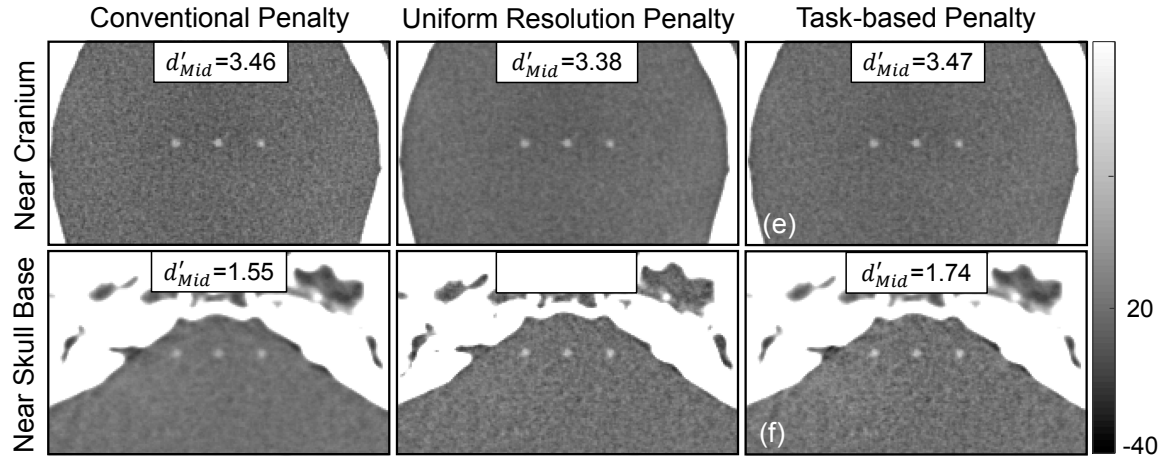 Conventional Penalty Uniform Resolution Penalty Task-based Penalty
Near Cranium
d′Mid=3.46 d′Mid=3.38 d′Mid=3.47
(e)
Near Skull Base
d′Mid=1.55 d′Mid=1.74
20
(f)
-40